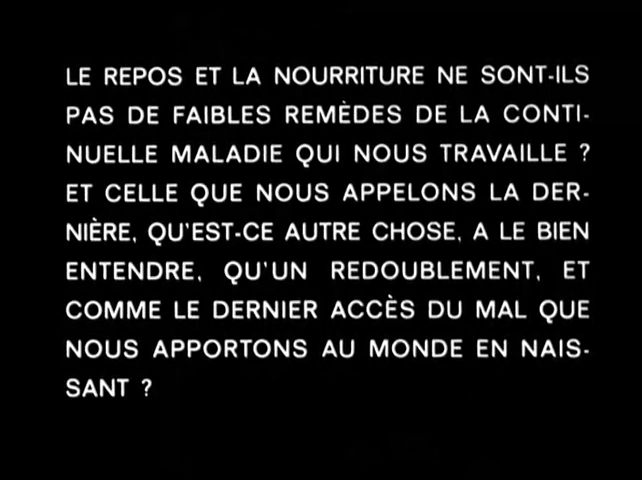 LE REPOS ET LA NOURRITURE NE SONT-ILS
PAS DE FAIBLES REMÈDES DE LA CONTI-
NUELLE MALADIE QUI NOUS TRAVAILLE ?
ET CELLE QUE NOUS APPELONS LA DER-
NIÈRE, QU'EST-CE AUTRE CHOSE, A LE BIEN
ENTENDRE, QU'UN REDOUBLEMENT, ET
COMME LE DERNIER ACCÈS DU MAL QUE
NOUS APPORTONS AU MONDE EN NAIS-
SANT ?